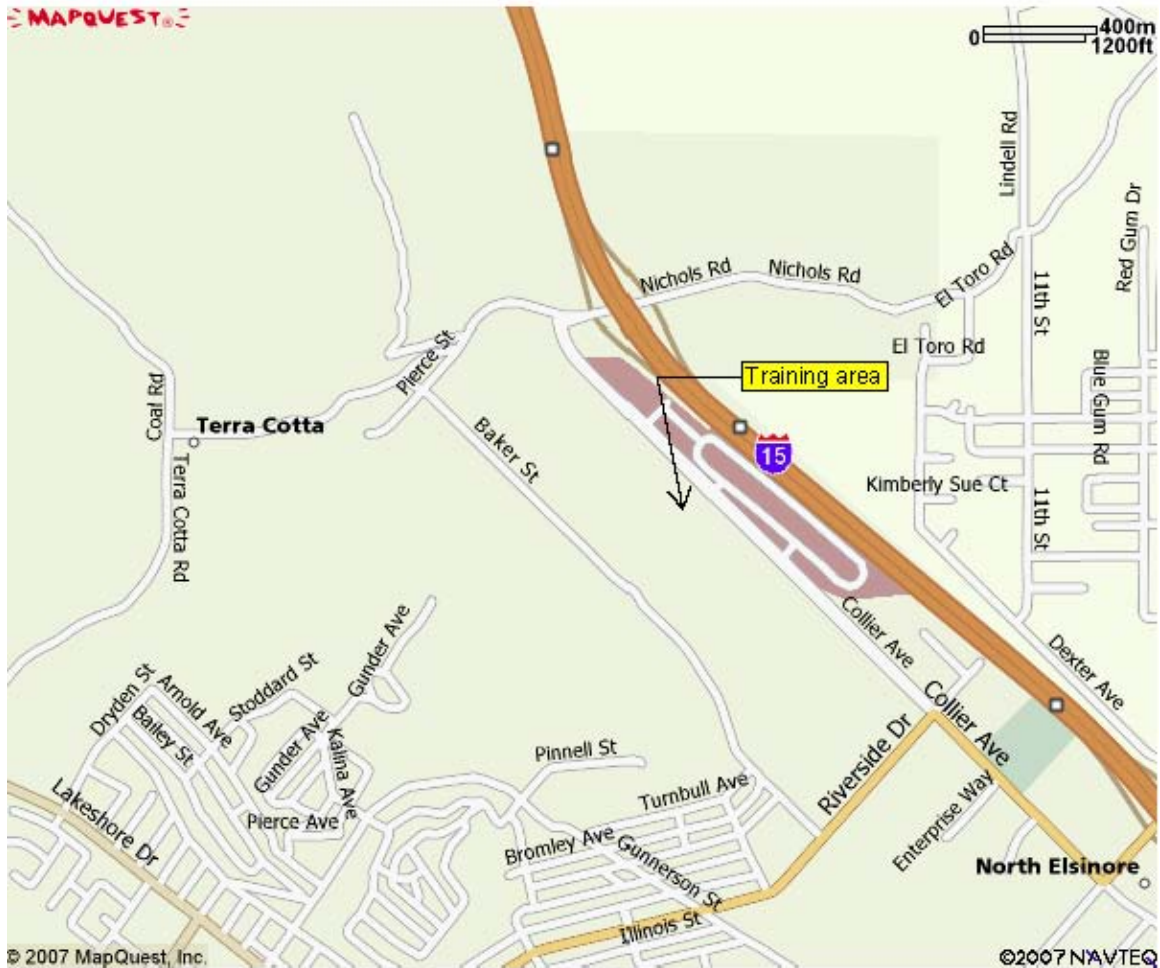 MAPQUEST®
0 400m
1200ft
Lindell Rd
Red Gum Dr
Nichols Rd
Nichols Rd
El Toro Rd
11th St
El Toro Rd
Pierce St
Training area
Blue Gum Rd
Coal Rd
Terra Cotta
Baker St
15
Kimberly Sue Ct
Terra Cotta Rd
11th St
Collier Ave
Gunder Ave
Dexter Ave
Stoddard St
Dryden St
Arnold Ave
Bailey St
Collier Ave
Gunder Ave
Kalina Ave
Pinnell St
Riverside Dr
Turnbull Ave
Lakeshore Dr
Pierce Ave
Enterprise Way
Bromley Ave
Gunnerson St
North Elsinore
Illinois St
© 2007 MapQuest, Inc.
©2007 NAVTEQ